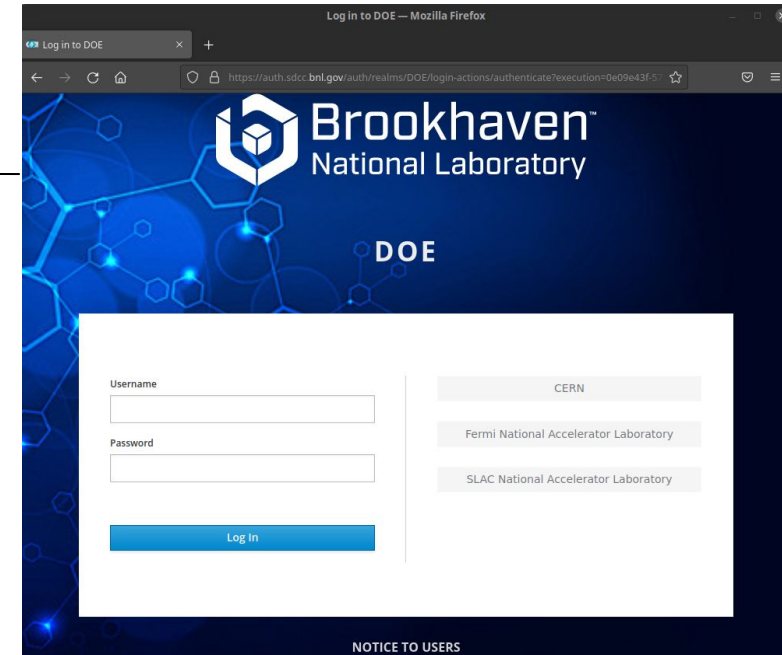 Log in to DOE — Mozilla Firefox
Log in to DOE
https://auth.sdcc.bnl.gov/auth/realms/DOE/login-actions/authenticate?execution=0e09e43f-57
Brookhaven™
National Laboratory
DOE
Username
Password
Log In
CERN
Fermi National Accelerator Laboratory
SLAC National Accelerator Laboratory
NOTICE TO USERS